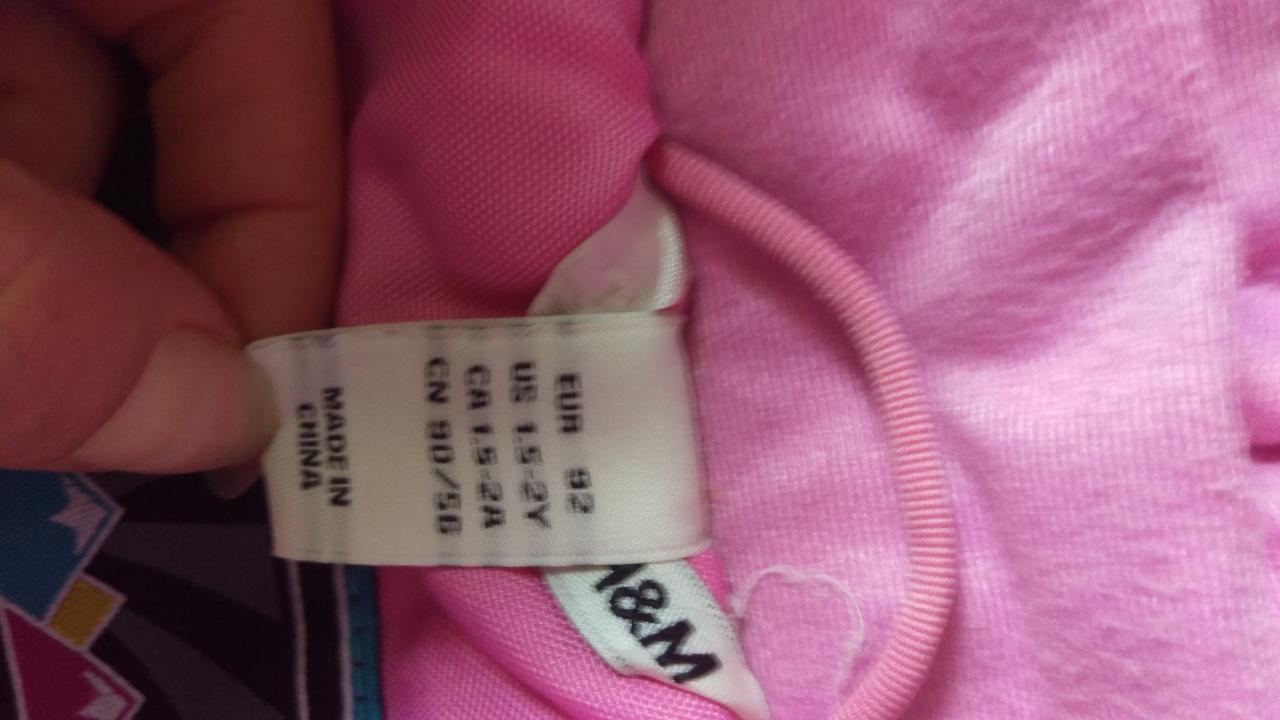 EUR 92
US 1.5-2Y
CA 1.5-2A
CN 90/56
MADE IN
CHINA
&M